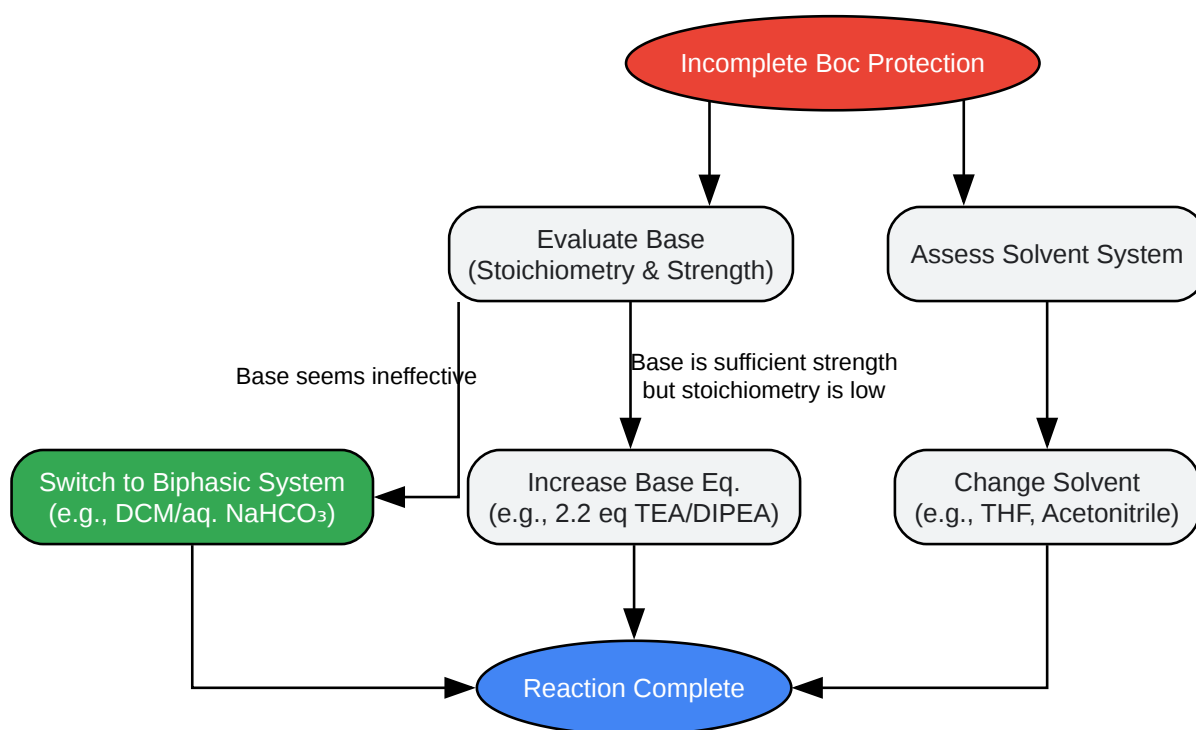 Incomplete Boc Protection
Evaluate Base
(Stoichiometry & Strength)
Assess Solvent System
Base seems ineffective
Base is sufficient strength
but stoichiometry is low
Switch to Biphasic System
(e.g., DCM/aq. NaHCO₃)
Increase Base Eq.
(e.g., 2.2 eq TEA/DIPEA)
Change Solvent
(e.g., THF, Acetonitrile)
Reaction Complete